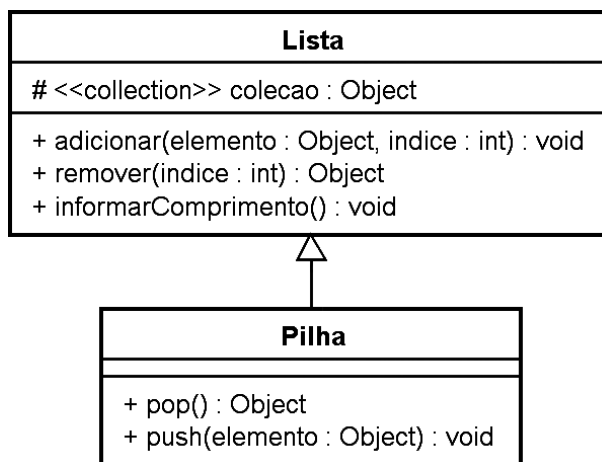 Lista
# <<collection>> colecao : Object
+ adicionar(elemento : Object, indice : int) : void
+ remover(indice : int) : Object
+ informarComprimento() : void
Pilha
+ pop() : Object
+ push(elemento : Object) : void